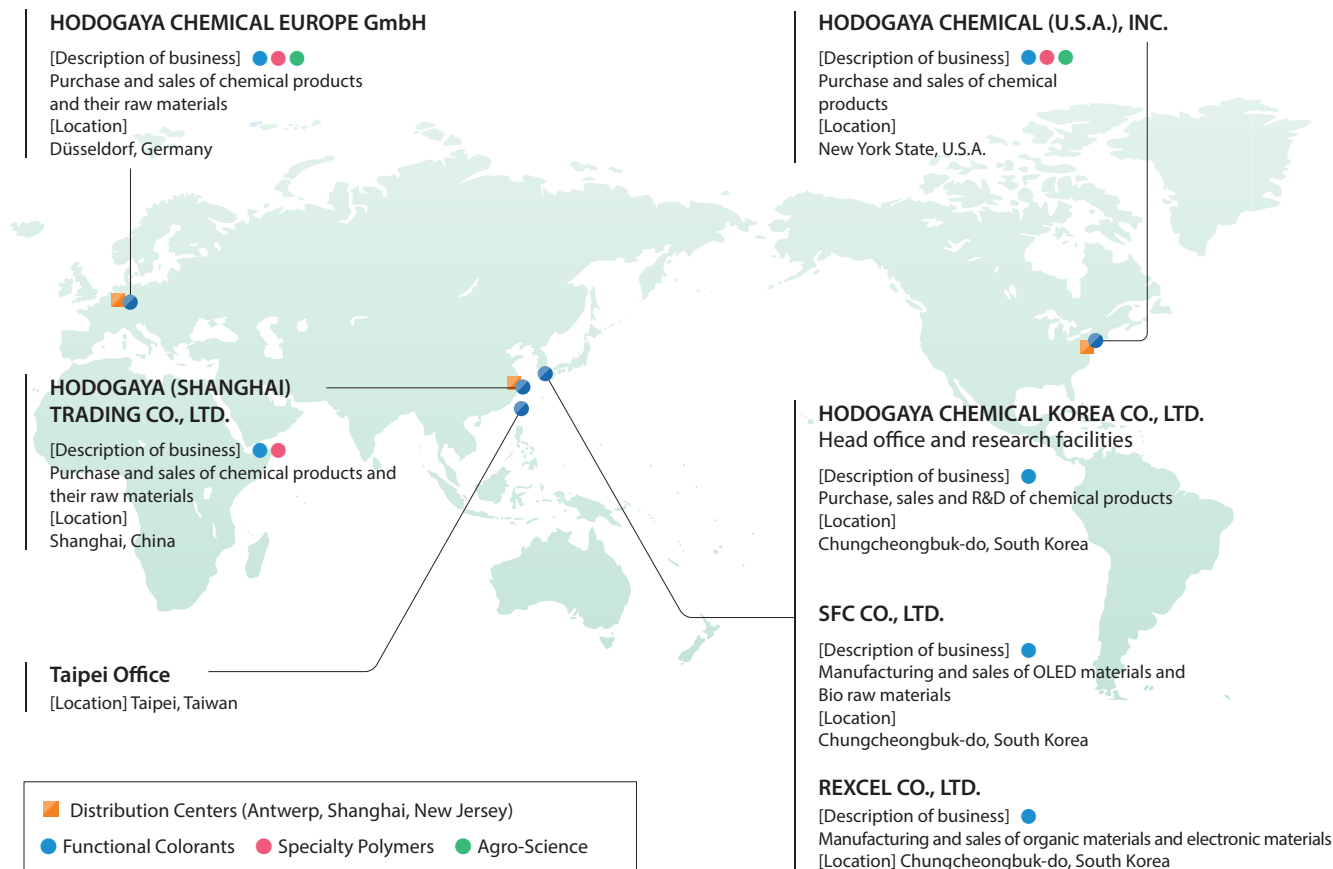 HODOGAYA CHEMICAL EUROPE GmbH
[Description of business]
Purchase and sales of chemical products
and their raw materials
[Location]
Düsseldorf, Germany
HODOGAYA CHEMICAL (U.S.A.), INC.
[Description of business]
Purchase and sales of chemical
products
[Location]
New York State, U.S.A.
HODOGAYA (SHANGHAI)
TRADING CO., LTD.
[Description of business]
Purchase and sales of chemical products and
their raw materials
[Location]
Shanghai, China
HODOGAYA CHEMICAL KOREA CO., LTD.
Head office and research facilities
[Description of business]
Purchase, sales and R&D of chemical products
[Location]
Chungcheongbuk-do, South Korea
SFC CO., LTD.
[Description of business]
Manufacturing and sales of OLED materials and
Bio raw materials
[Location]
Chungcheongbuk-do, South Korea
Taipei Office
[Location] Taipei, Taiwan
REXCEL CO., LTD.
[Description of business]
Manufacturing and sales of organic materials and electronic materials
[Location] Chungcheongbuk-do, South Korea
Distribution Centers (Antwerp, Shanghai, New Jersey)
Functional Colorants Specialty Polymers Agro-Science